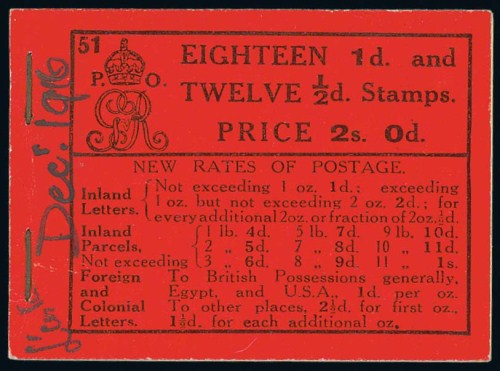 51
P. O.
EIGHTEEN 1d. and
TWELVE ½d. Stamps.
PRICE 2s. 0d.
NEW RATES OF POSTAGE.
Inland Letters. { Not exceeding 1 oz. 1d.; exceeding
1 oz. but not exceeding 2 oz. 2d.; for
every additional 2oz. or fraction of 2oz. ½d.
Inland { 1 lb. 4d. 5 lb. 7d. 9 lb. 10d.
Parcels, 2 „ 5d. 7 „ 8d. 10 „ 11d.
Not exceeding 3 „ 6d. 8 „ 9d. 11 „ 1s.
Foreign and Colonial Letters. { To British Possessions generally,
Egypt, and U.S.A., 1d. per oz.
To other places, 2½d. for first oz.,
1½d. for each additional oz.
Decr. 1916